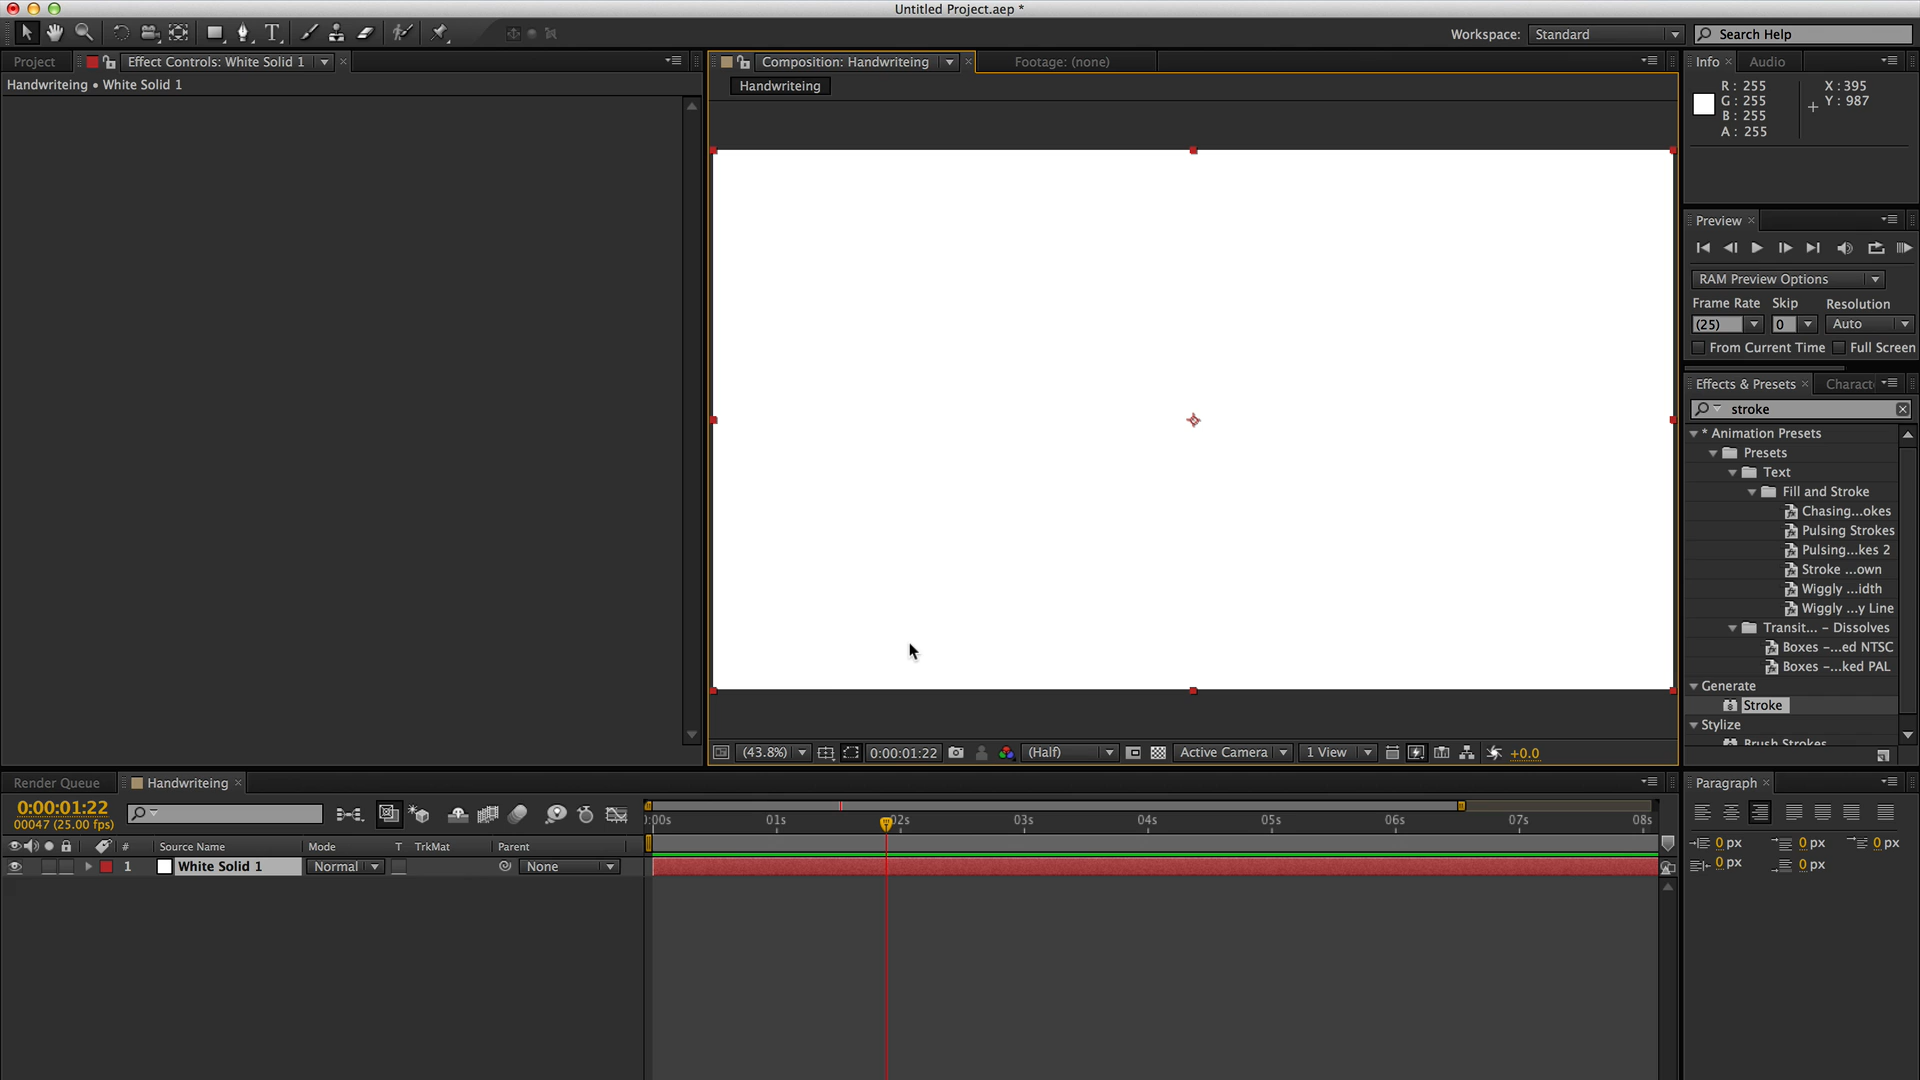 Untitled Project.aep *
Workspace: Standard Search Help
Project Effect Controls: White Solid 1
Handwriteing • White Solid 1
Composition: Handwriteing Footage: (none)
Handwriteing
Info Audio
R : 255
G : 255
B : 255
A : 255
X : 395
Y : 987
Preview
RAM Preview Options
Frame Rate Skip Resolution
(25) 0 Auto
From Current Time Full Screen
Effects & Presets Charact
stroke
* Animation Presets
Presets
Text
Fill and Stroke
Chasing...okes
Pulsing Strokes
Pulsing...kes 2
Stroke ...own
Wiggly ...idth
Wiggly ...y Line
Transit... – Dissolves
Boxes –...ed NTSC
Boxes –...ked PAL
Generate
Stroke
Stylize
Brush Strokes
(43.8%) 0:00:01:22 (Half) Active Camera 1 View +0.0
Render Queue Handwriteing
0:00:01:22
00047 (25.00 fps)
:00s 01s 02s 03s 04s 05s 06s 07s 08s
# Source Name Mode T TrkMat Parent
1 White Solid 1 Normal None
Paragraph
0 px 0 px 0 px
0 px 0 px